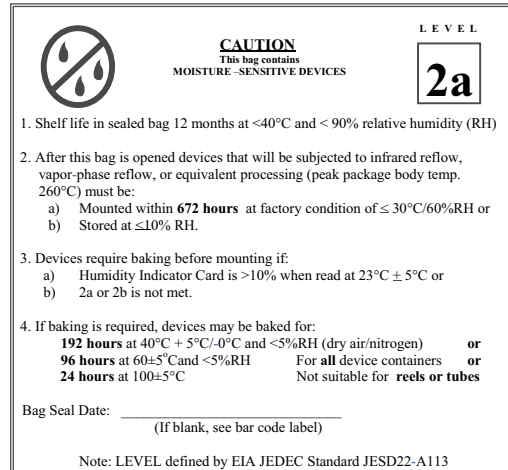 LEVEL
CAUTION
This bag contains
MOISTURE –SENSITIVE DEVICES
2a
1. Shelf life in sealed bag 12 months at <40°C and < 90% relative humidity (RH)
2. After this bag is opened devices that will be subjected to infrared reflow,
vapor-phase reflow, or equivalent processing (peak package body temp.
260°C) must be:
a) Mounted within 672 hours at factory condition of ≤ 30°C/60%RH or
b) Stored at ≤10% RH.
3. Devices require baking before mounting if:
a) Humidity Indicator Card is >10% when read at 23°C ± 5°C or
b) 2a or 2b is not met.
4. If baking is required, devices may be baked for:
192 hours at 40°C + 5°C/-0°C and <5%RH (dry air/nitrogen) or
96 hours at 60±5°Cand <5%RH For all device containers or
24 hours at 100±5°C Not suitable for reels or tubes
Bag Seal Date: ______________________________
(If blank, see bar code label)
Note: LEVEL defined by EIA JEDEC Standard JESD22-A113